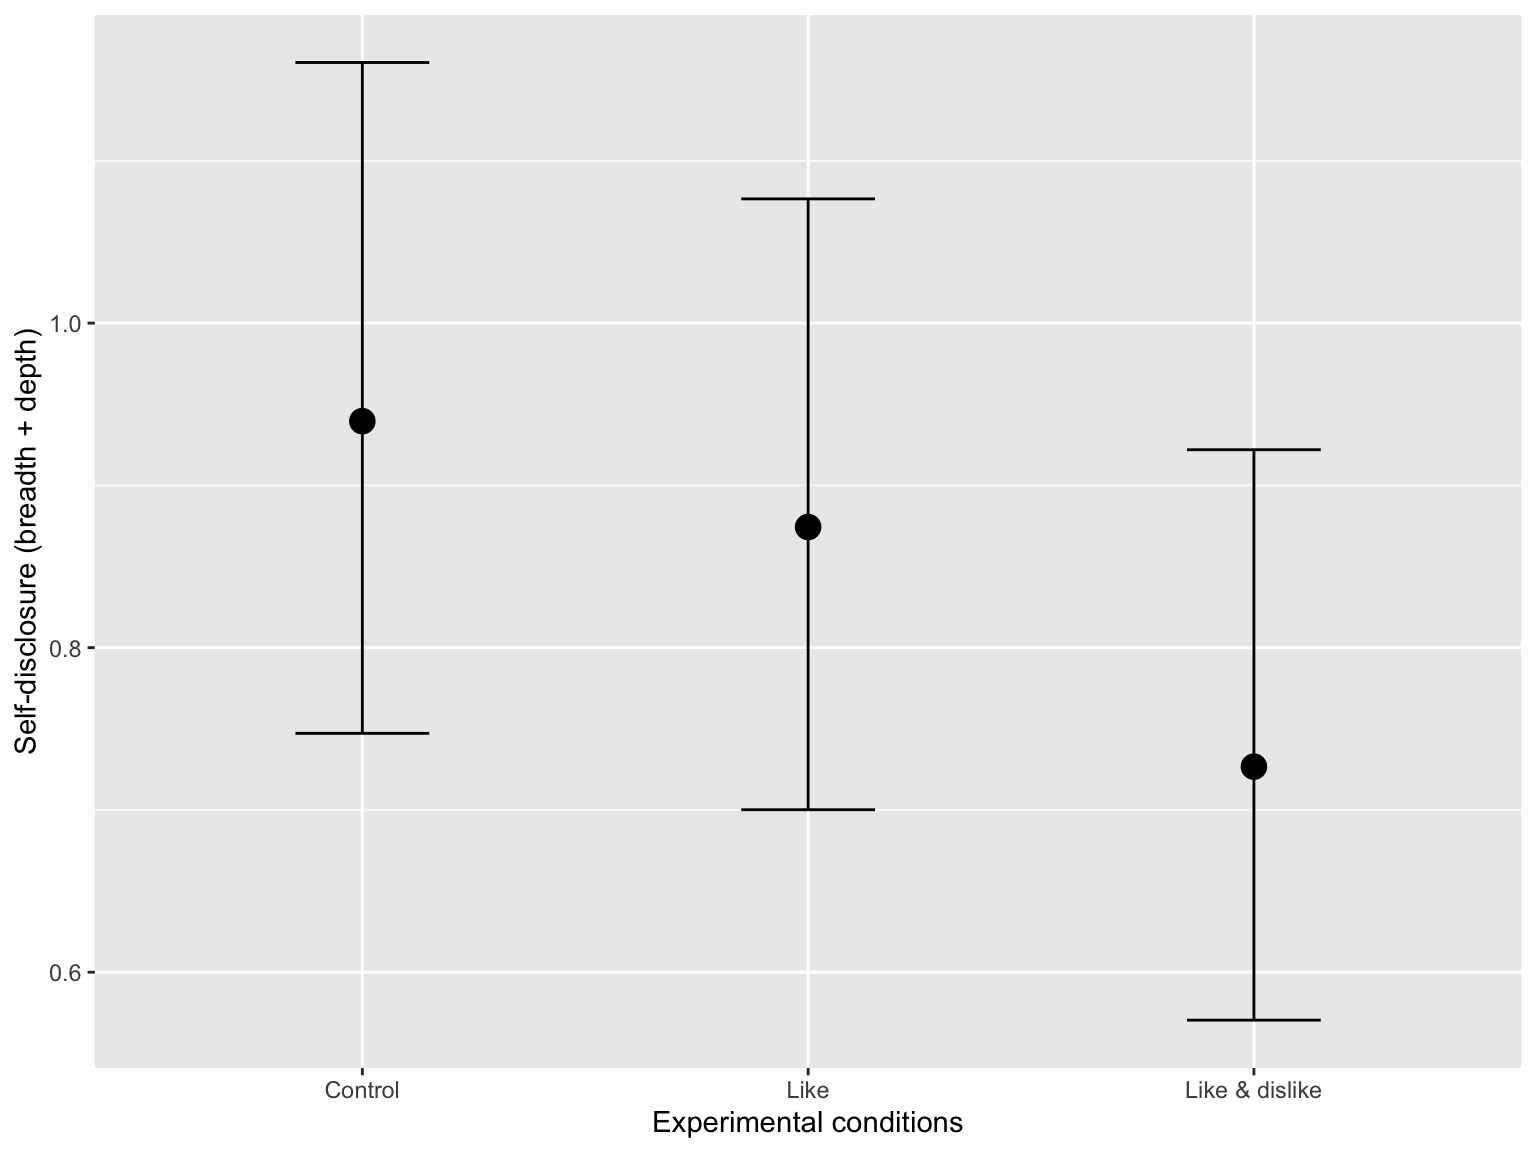 Self-disclosure (breadth + depth)
1.0
0.8
0.6
Control
Like
Like & dislike
Experimental conditions